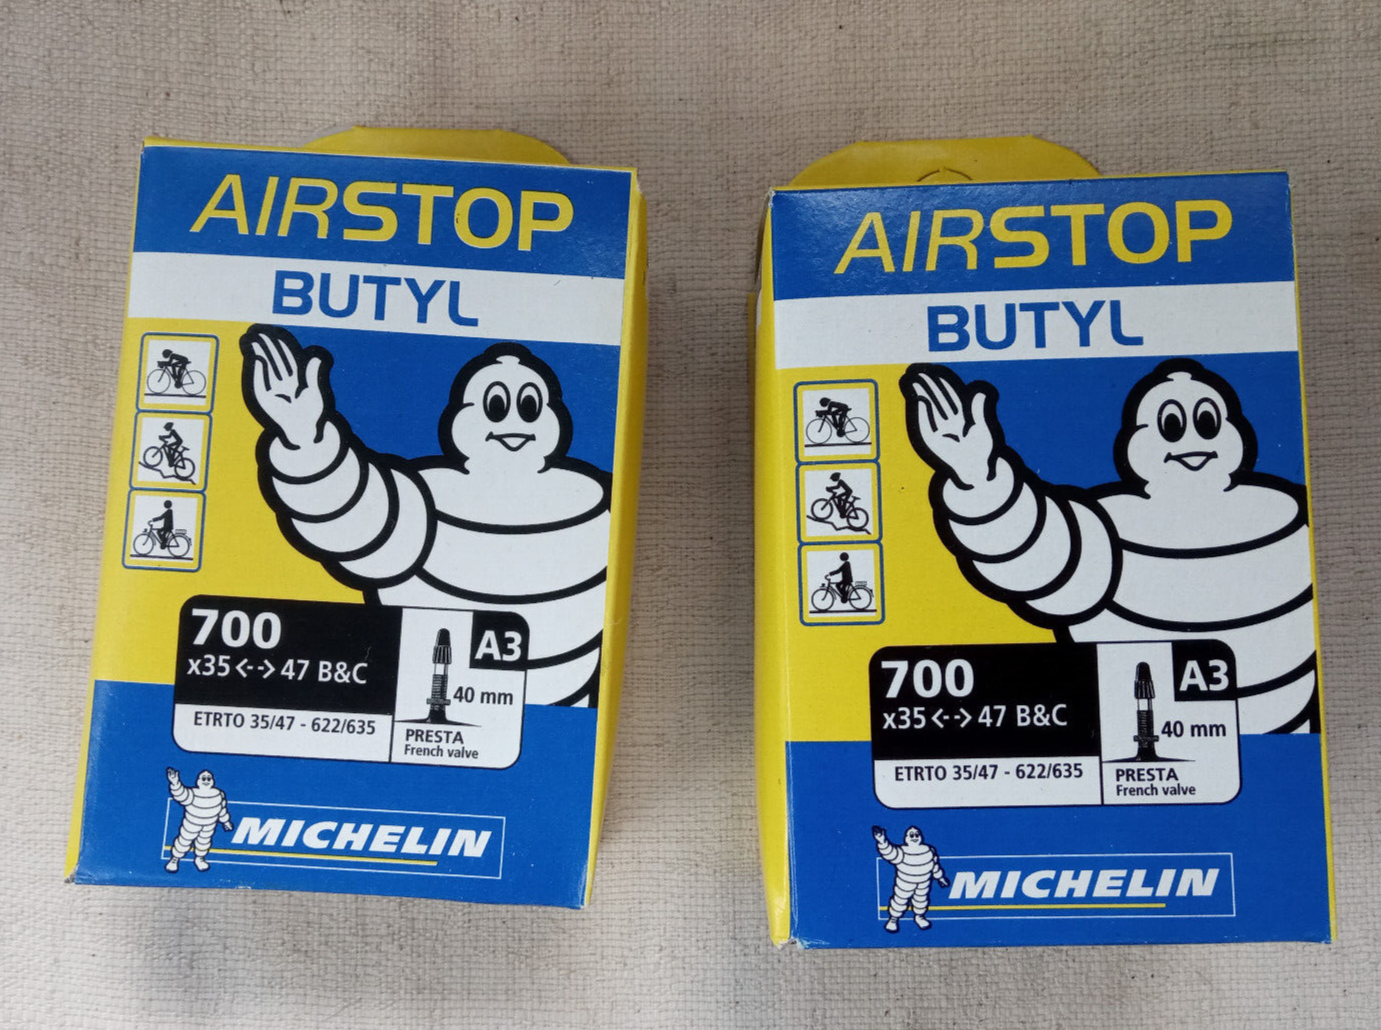 AIRSTOP
BUTYL
700
x35 <--> 47 B&C
ETRTO 35/47 - 622/635
A3
40 mm
PRESTA
French valve
MICHELIN
AIRSTOP
BUTYL
700
x35 <--> 47 B&C
ETRTO 35/47 - 622/635
A3
40 mm
PRESTA
French valve
MICHELIN